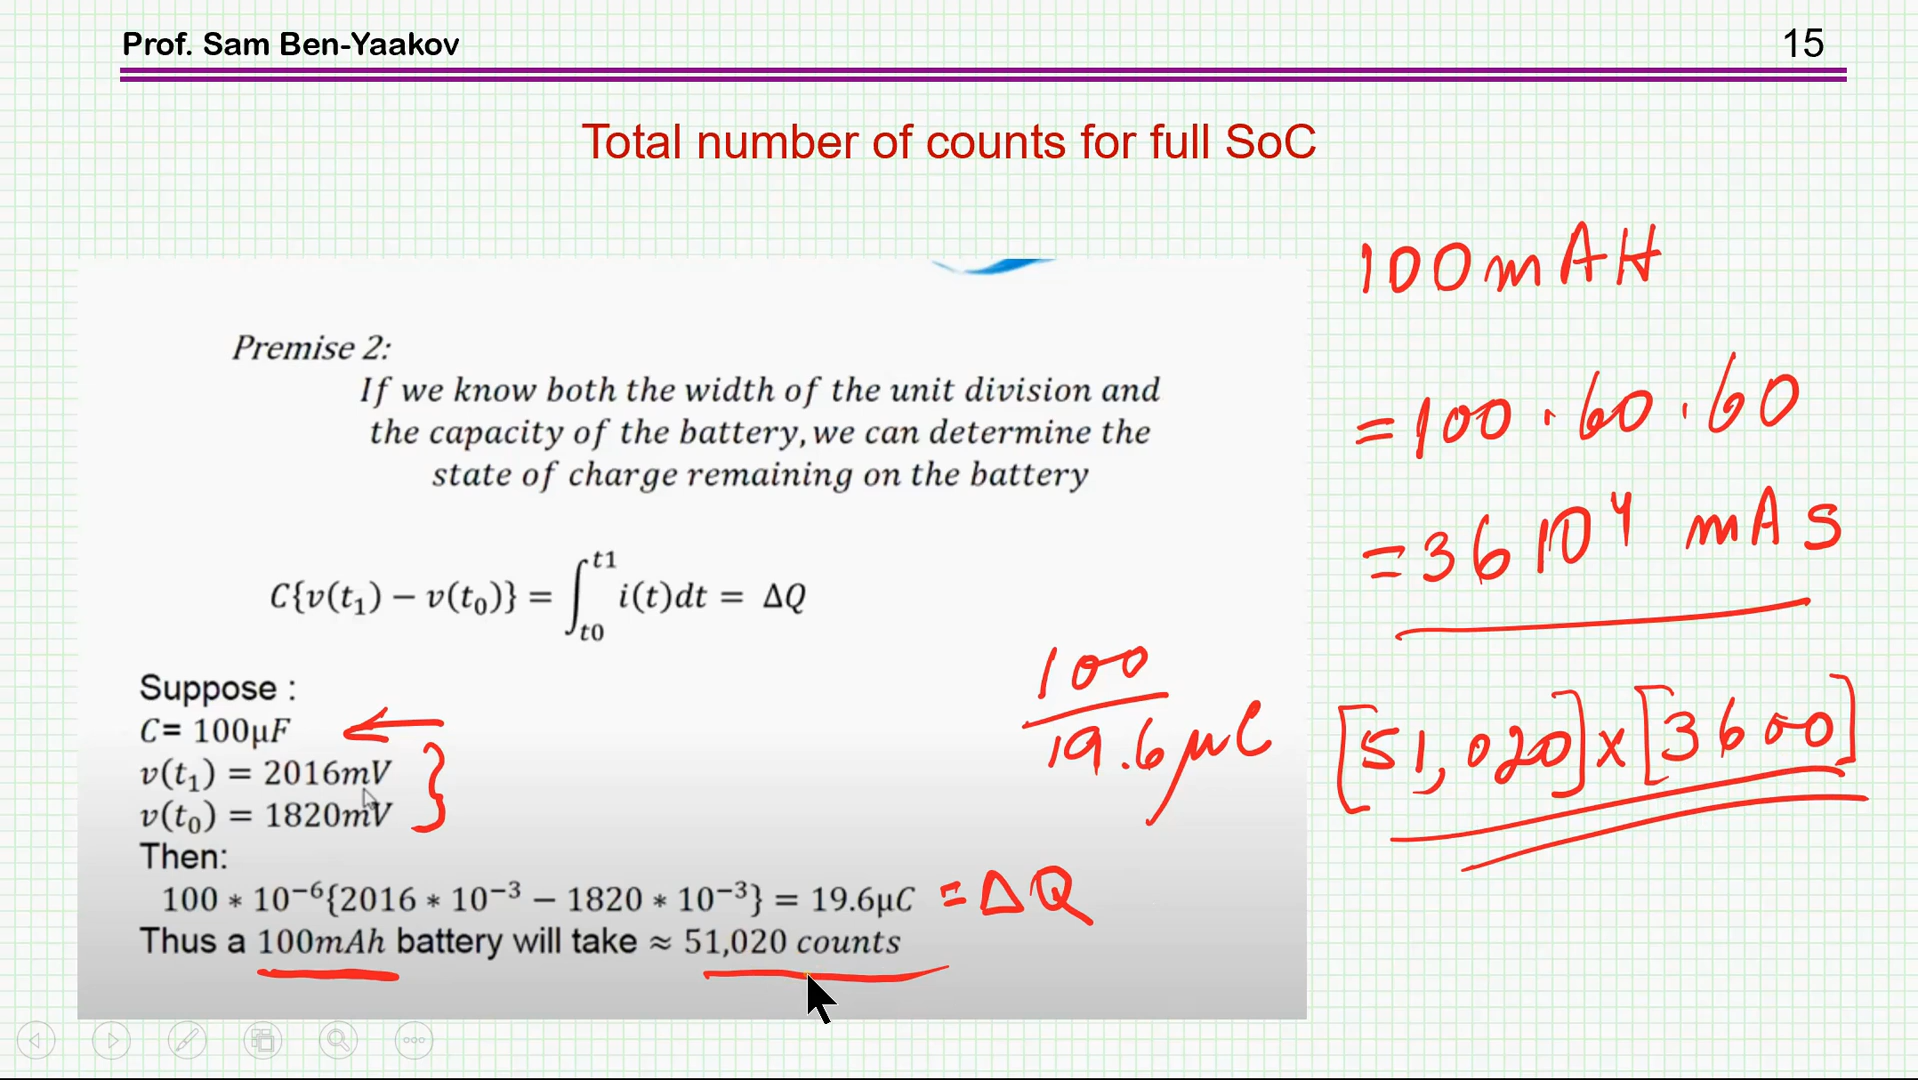 Prof. Sam Ben-Yaakov
15
Total number of counts for full SoC
Premise 2:
If we know both the width of the unit division and
the capacity of the battery, we can determine the
state of charge remaining on the battery
C{v(t₁) − v(t₀)} = ∫_{t0}^{t1} i(t)dt = ΔQ
Suppose :
C= 100μF
v(t₁) = 2016mV
v(t₀) = 1820mV
Then:
100 * 10⁻⁶{2016 * 10⁻³ − 1820 * 10⁻³} = 19.6μC = ΔQ
Thus a 100mAh battery will take ≈ 51,020 counts
100
19.6 μC
100 mAH
= 100 · 60 · 60
= 36 10⁴ mAS
[51,020] x [3600]